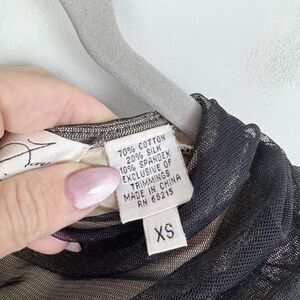 70% COTTON
20% SILK
10% SPANDEX
EXCLUSIVE OF
TRIMMINGS
MADE IN CHINA
RN 68215
XS